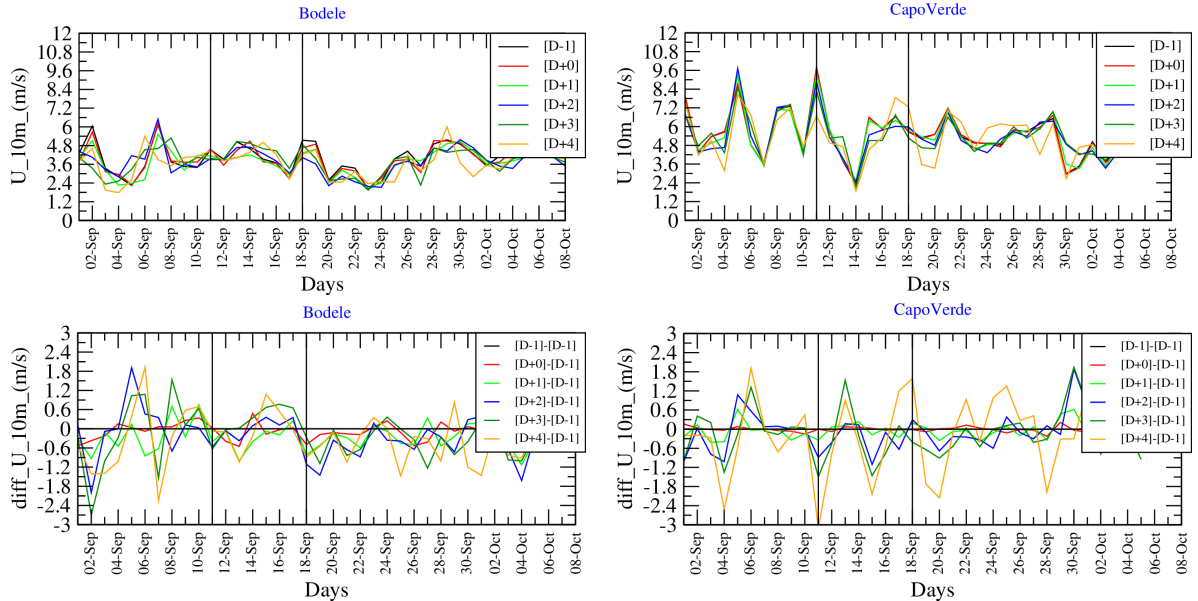 Bodele
U_10m_(m/s)
12
10.8
9.6
8.4
7.2
6
4.8
3.6
2.4
1.2
0
[D-1]
[D+0]
[D+1]
[D+2]
[D+3]
[D+4]
02-Sep
04-Sep
06-Sep
08-Sep
10-Sep
12-Sep
14-Sep
16-Sep
18-Sep
20-Sep
22-Sep
24-Sep
26-Sep
28-Sep
30-Sep
02-Oct
04-Oct
06-Oct
08-Oct
Days
CapoVerde
U_10m_(m/s)
12
10.8
9.6
8.4
7.2
6
4.8
3.6
2.4
1.2
0
[D-1]
[D+0]
[D+1]
[D+2]
[D+3]
[D+4]
02-Sep
04-Sep
06-Sep
08-Sep
10-Sep
12-Sep
14-Sep
16-Sep
18-Sep
20-Sep
22-Sep
24-Sep
26-Sep
28-Sep
30-Sep
02-Oct
04-Oct
06-Oct
08-Oct
Days
Bodele
diff_U_10m_(m/s)
3
2.4
1.8
1.2
0.6
0
-0.6
-1.2
-1.8
-2.4
-3
[D-1]-[D-1]
[D+0]-[D-1]
[D+1]-[D-1]
[D+2]-[D-1]
[D+3]-[D-1]
[D+4]-[D-1]
02-Sep
04-Sep
06-Sep
08-Sep
10-Sep
12-Sep
14-Sep
16-Sep
18-Sep
20-Sep
22-Sep
24-Sep
26-Sep
28-Sep
30-Sep
02-Oct
04-Oct
06-Oct
08-Oct
Days
CapoVerde
diff_U_10m_(m/s)
3
2.4
1.8
1.2
0.6
0
-0.6
-1.2
-1.8
-2.4
-3
[D-1]-[D-1]
[D+0]-[D-1]
[D+1]-[D-1]
[D+2]-[D-1]
[D+3]-[D-1]
[D+4]-[D-1]
02-Sep
04-Sep
06-Sep
08-Sep
10-Sep
12-Sep
14-Sep
16-Sep
18-Sep
20-Sep
22-Sep
24-Sep
26-Sep
28-Sep
30-Sep
02-Oct
04-Oct
06-Oct
08-Oct
Days